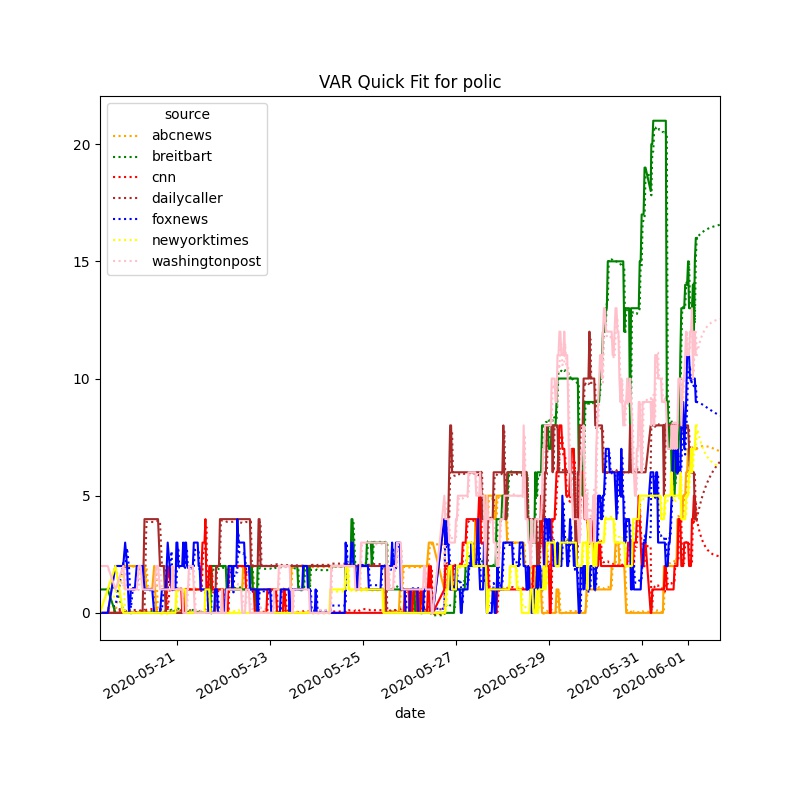 VAR Quick Fit for polic
source
abcnews
breitbart
cnn
dailycaller
foxnews
newyorktimes
washingtonpost
20
15
10
5
0
2020-05-21
2020-05-23
2020-05-25
2020-05-27
2020-05-29
2020-05-31
2020-06-01
date